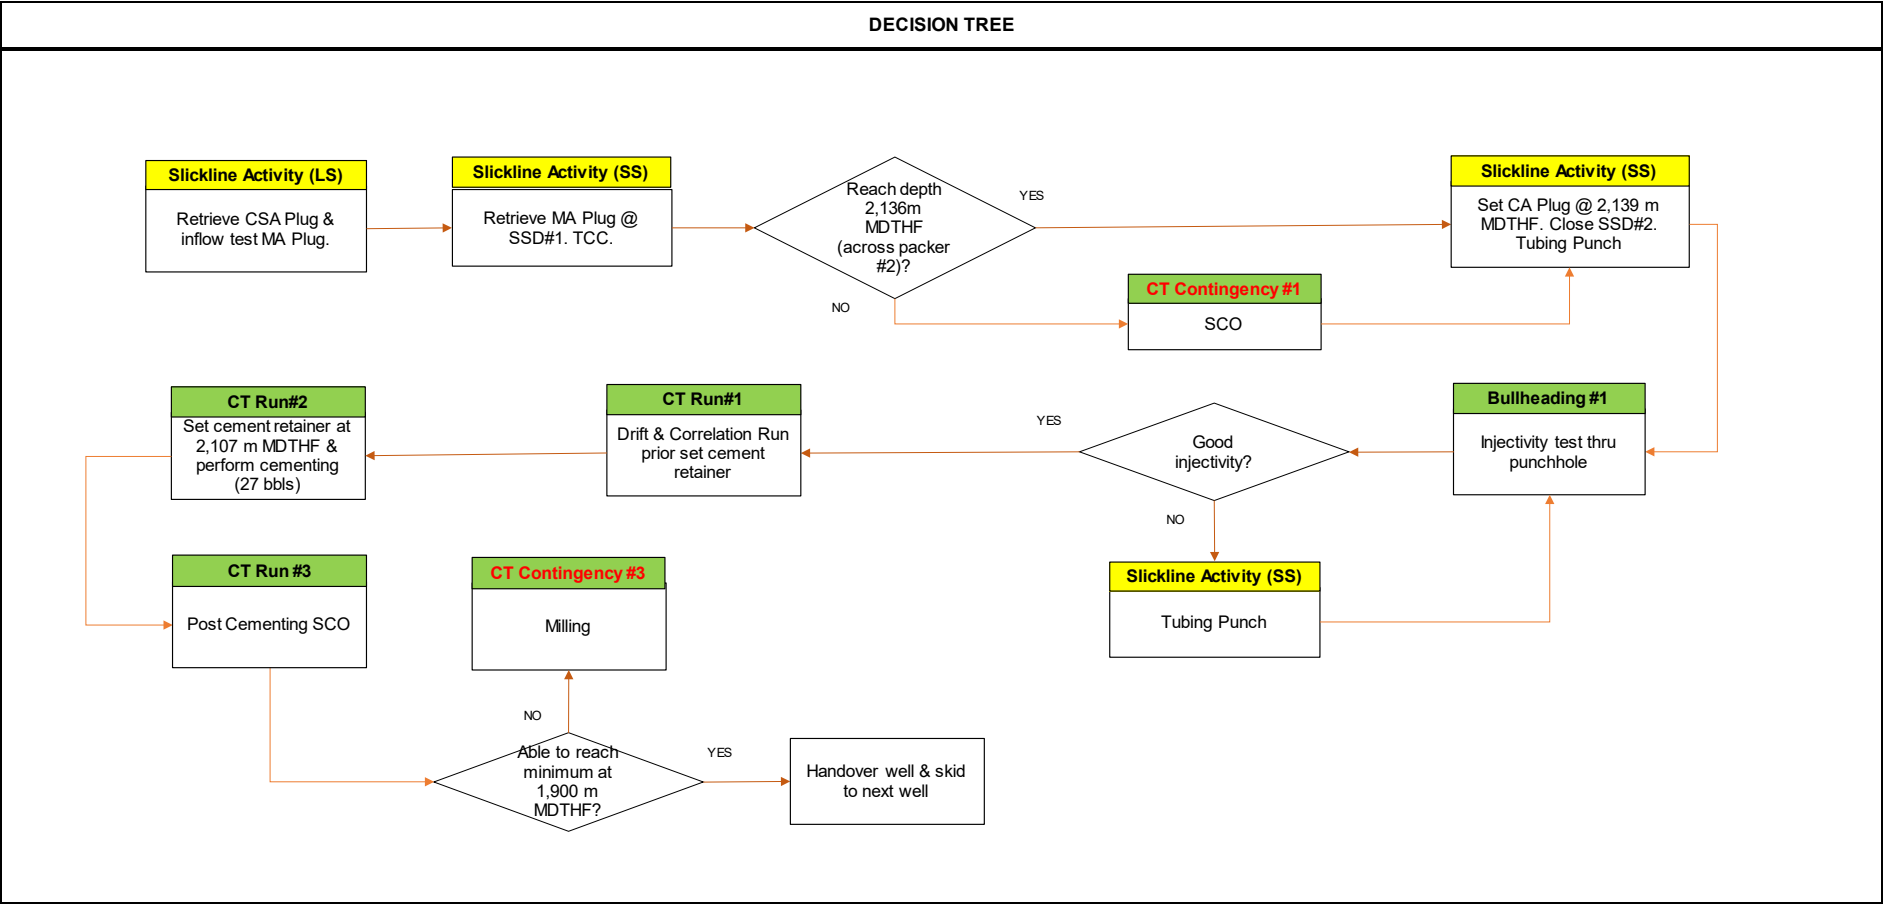 DECISION TREE
Slickline Activity (LS)
Retrieve CSA Plug &
inflow test MA Plug.
Slickline Activity (SS)
Retrieve MA Plug @
SSD#1. TCC.
Reach depth
2,136m
MDTHF
(across packer
#2)?
YES
NO
CT Contingency #1
SCO
Slickline Activity (SS)
Set CA Plug @ 2,139 m
MDTHF. Close SSD#2.
Tubing Punch
Bullheading #1
Injectivity test thru
punchhole
Good
injectivity?
YES
NO
Slickline Activity (SS)
Tubing Punch
CT Run#1
Drift & Correlation Run
prior set cement
retainer
CT Run#2
Set cement retainer at
2,107 m MDTHF &
perform cementing
(27 bbls)
CT Run #3
Post Cementing SCO
Able to reach
minimum at
1,900 m
MDTHF?
NO
CT Contingency #3
Milling
YES
Handover well & skid
to next well